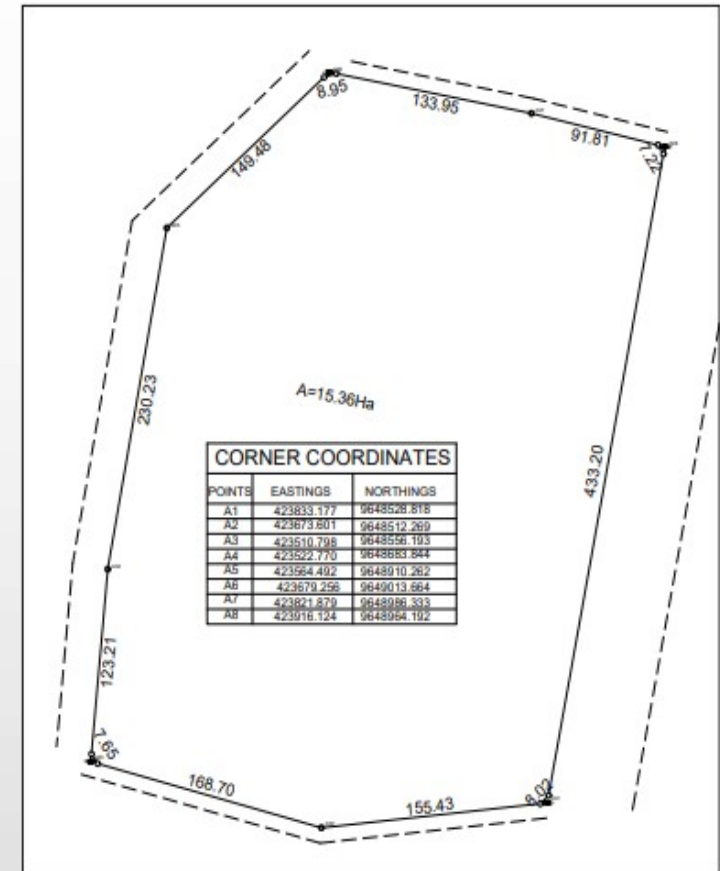 8.95
133.95
91.81
7.22
149.48
230.23
A=15.36Ha
433.20
CORNER COORDINATES
POINTS EASTINGS NORTHINGS
A1 423833.177 9648528.818
A2 423673.601 9648512.269
A3 423510.798 9648556.193
A4 423522.770 9648683.844
A5 423564.492 9648910.262
A6 423679.256 9649013.664
A7 423821.879 9648986.333
A8 423916.124 9648964.192
123.21
7.65
168.70
155.43
8.02